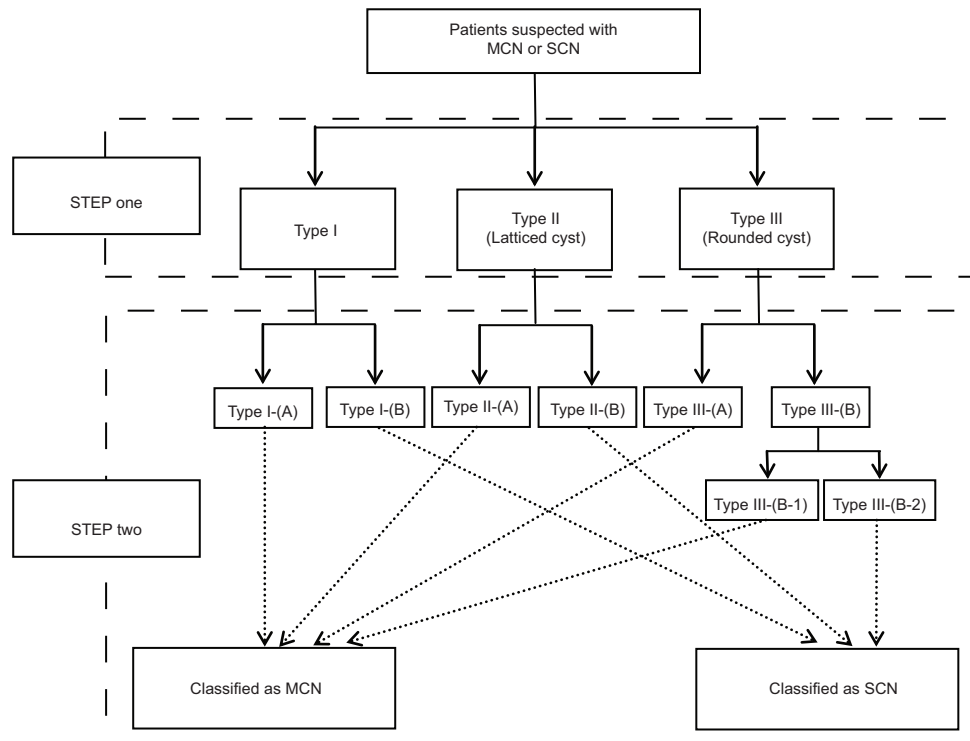 Patients suspected with
MCN or SCN
STEP one
Type I
Type II
(Latticed cyst)
Type III
(Rounded cyst)
Type I-(A)
Type I-(B)
Type II-(A)
Type II-(B)
Type III-(A)
Type III-(B)
Type III-(B-1)
Type III-(B-2)
STEP two
Classified as MCN
Classified as SCN